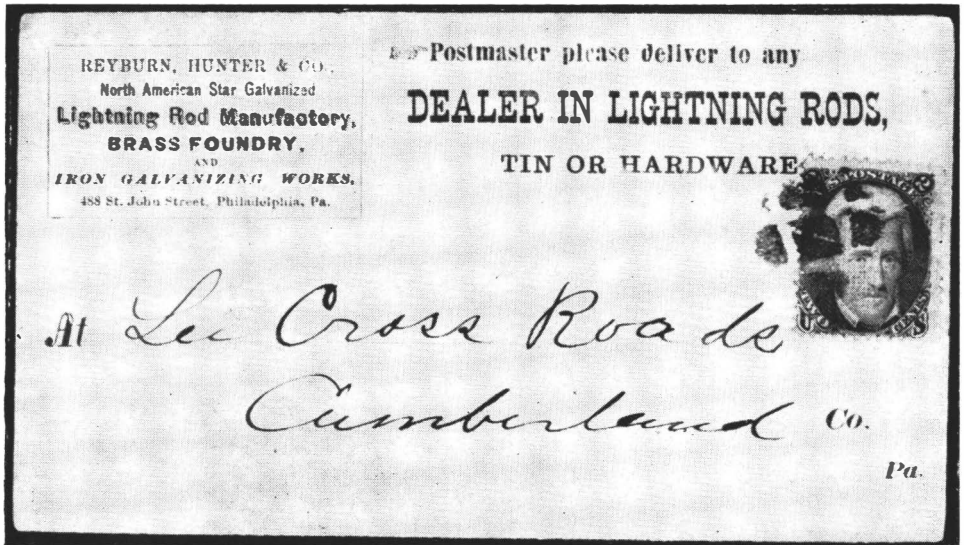 REYBURN, HUNTER & CO.
North American Star Galvanized
Lightning Rod Manufactory,
BRASS FOUNDRY,
AND
IRON GALVANIZING WORKS.
488 St. John Street, Philadelphia, Pa.
☞Postmaster please deliver to any
DEALER IN LIGHTNING RODS,
TIN OR HARDWARE
At Lee Cross Roads
Cumberland Co.
Pa.